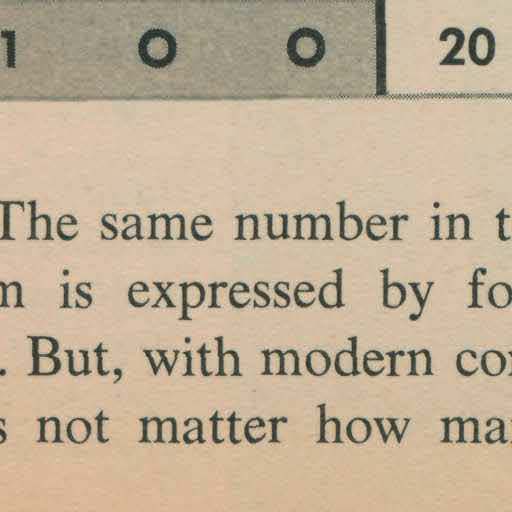 1 0 0 20
The same number in t
m is expressed by fo
. But, with modern co
s not matter how ma